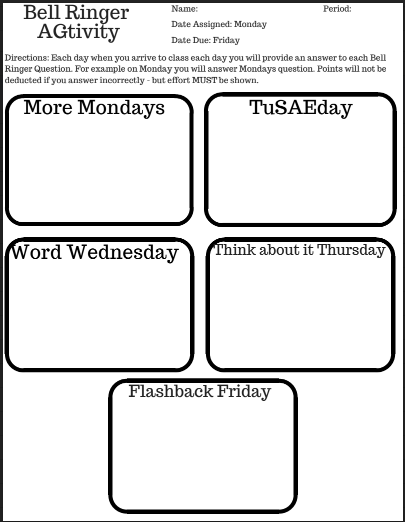 Bell Ringer
AGtivity
Name:
Period:
Date Assigned: Monday
Date Due: Friday
Directions: Each day when you arrive to class each day you will provide an answer to each Bell
Ringer Question. For example on Monday you will answer Mondays question. Points will not be
deducted if you answer incorrectly - but effort MUST be shown.
More Mondays
TuSAEday
Word Wednesday
Think about it Thursday
Flashback Friday